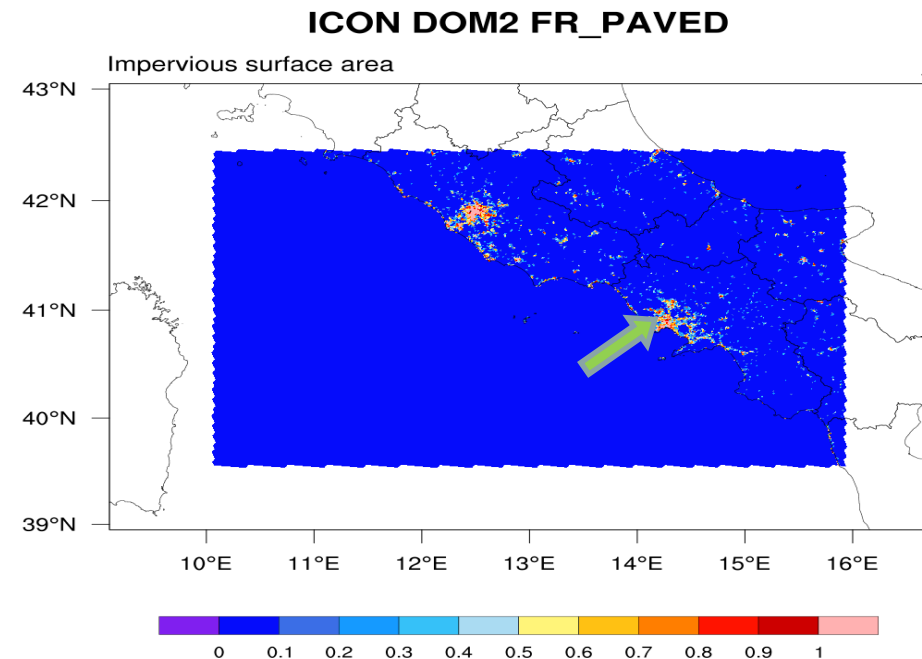 ICON DOM2 FR_PAVED
Impervious surface area
43°N
42°N
41°N
40°N
39°N
10°E 11°E 12°E 13°E 14°E 15°E 16°E
0 0.1 0.2 0.3 0.4 0.5 0.6 0.7 0.8 0.9 1